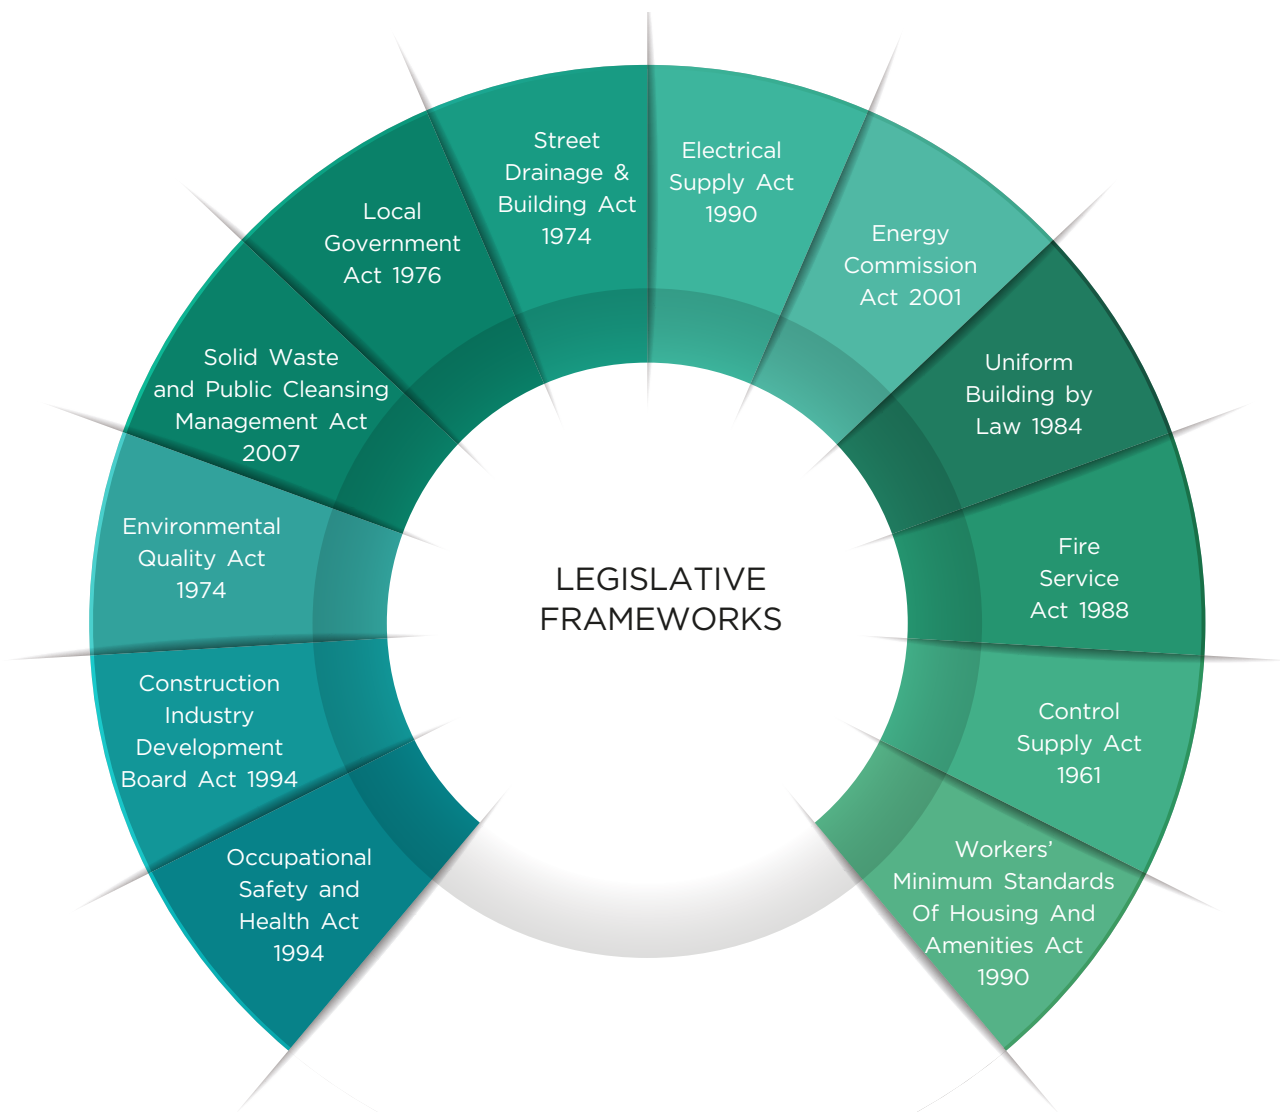 Street
Drainage &
Building Act
1974
Electrical
Supply Act
1990
Local
Government
Act 1976
Energy
Commission
Act 2001
Solid Waste
and Public Cleansing
Management Act
2007
Uniform
Building by
Law 1984
Environmental
Quality Act
1974
Fire
Service
Act 1988
LEGISLATIVE
FRAMEWORKS
Construction
Industry
Development
Board Act 1994
Control
Supply Act
1961
Occupational
Safety and
Health Act
1994
Workers’
Minimum Standards
Of Housing And
Amenities Act
1990